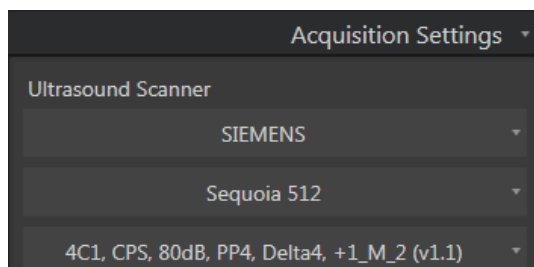 Acquisition Settings
Ultrasound Scanner
SIEMENS
Sequoia 512
4C1, CPS, 80dB, PP4, Delta4, +1_M_2 (v1.1)